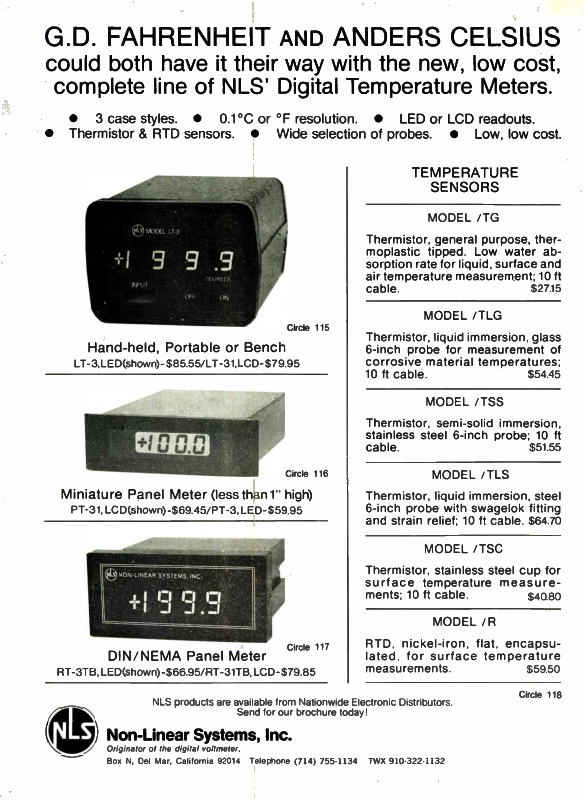 G.D. FAHRENHEIT AND ANDERS CELSIUS
could both have it their way with the new, low cost,
complete line of NLS' Digital Temperature Meters.
● 3 case styles. ● 0.1°C or °F resolution. ● LED or LCD readouts.
● Thermistor & RTD sensors. ● Wide selection of probes. ● Low, low cost.
NLS MODEL LT-3
+199.9
DEGREES
INPUT
OFF ON
Circle 115
Hand-held, Portable or Bench
LT-3,LED(shown)-$85.55/LT-31,LCD-$79.95
+100.0
Circle 116
Miniature Panel Meter (less than 1" high)
PT-31, LCD(shown)-$69.45/PT-3, LED-$59.95
NLS NON-LINEAR SYSTEMS, INC.
+199.9
Circle 117
DIN/NEMA Panel Meter
RT-3TB,LED(shown)-$66.95/RT-31TB,LCD-$79.85
TEMPERATURE
SENSORS
MODEL /TG
Thermistor, general purpose, ther-
moplastic tipped. Low water ab-
sorption rate for liquid, surface and
air temperature measurement; 10 ft
cable. $27.15
MODEL /TLG
Thermistor, liquid immersion, glass
6-inch probe for measurement of
corrosive material temperatures;
10 ft cable. $54.45
MODEL /TSS
Thermistor, semi-solid immersion,
stainless steel 6-inch probe; 10 ft
cable. $51.55
MODEL /TLS
Thermistor, liquid immersion, steel
6-inch probe with swagelok fitting
and strain relief; 10 ft cable. $64.70
MODEL /TSC
Thermistor, stainless steel cup for
surface temperature measure-
ments; 10 ft cable. $40.80
MODEL /R
RTD, nickel-iron, flat, encapsu-
lated, for surface temperature
measurements. $59.50
Circle 118
NLS products are available from Nationwide Electronic Distributors.
Send for our brochure today!
NLS
Non-Linear Systems, Inc.
Originator of the digital voltmeter.
Box N, Del Mar, California 92014 Telephone (714) 755-1134 TWX 910-322-1132